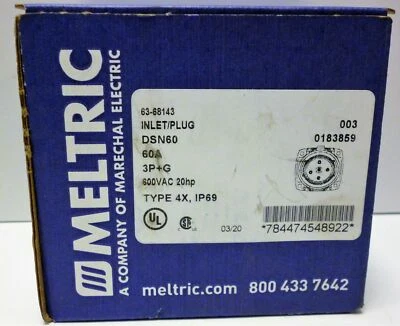 MELTRIC
A COMPANY OF MARECHAL ELECTRIC
63-68143
INLET/PLUG 003
DSN60 0183859
60A
3P+G
600VAC 20hp
TYPE 4X, IP69
UL
03/20
*784474548922*
meltric.com 800 433 7642